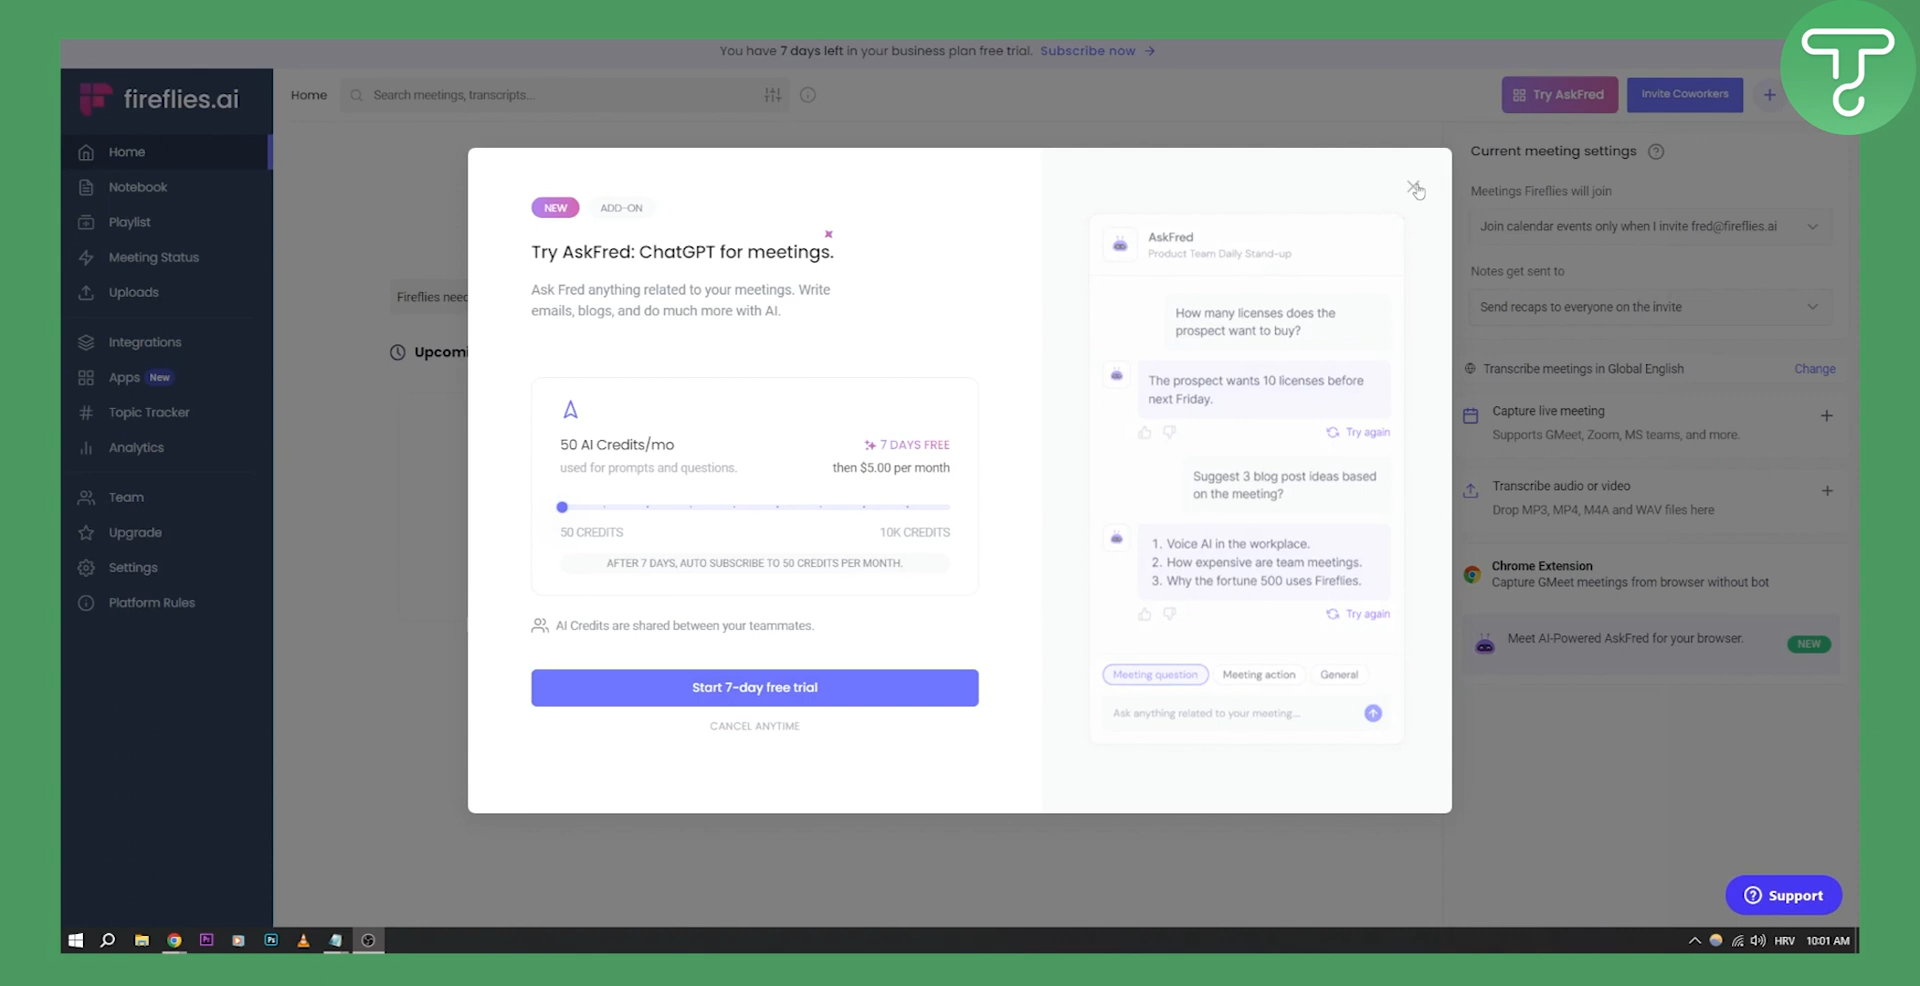 You have 7 days left in your business plan free trial. Subscribe now →
fireflies.ai
Home
Notebook
Playlist
Meeting Status
Uploads
Integrations
Apps New
Topic Tracker
Analytics
Team
Upgrade
Settings
Platform Rules
Home
Search meetings, transcripts...
Try AskFred
Invite Coworkers
+
Fireflies need
Upcomi
NEW
ADD-ON
Try AskFred: ChatGPT for meetings.
Ask Fred anything related to your meetings. Write
emails, blogs, and do much more with AI.
50 AI Credits/mo
7 DAYS FREE
used for prompts and questions.
then $5.00 per month
50 CREDITS
10K CREDITS
AFTER 7 DAYS, AUTO SUBSCRIBE TO 50 CREDITS PER MONTH.
AI Credits are shared between your teammates.
Start 7-day free trial
CANCEL ANYTIME
AskFred
Product Team Daily Stand-up
How many licenses does the
prospect want to buy?
The prospect wants 10 licenses before
next Friday.
Try again
Suggest 3 blog post ideas based
on the meeting?
1. Voice AI in the workplace.
2. How expensive are team meetings.
3. Why the fortune 500 uses Fireflies.
Try again
Meeting question
Meeting action
General
Ask anything related to your meeting...
Current meeting settings
Meetings Fireflies will join
Join calendar events only when I invite fred@fireflies.ai
Notes get sent to
Send recaps to everyone on the invite
Transcribe meetings in Global English
Change
Capture live meeting
Supports GMeet, Zoom, MS teams, and more.
Transcribe audio or video
Drop MP3, MP4, M4A and WAV files here
Chrome Extension
Capture GMeet meetings from browser without bot
Meet AI-Powered AskFred for your browser.
NEW
Support
Pr
Ps
HRV
10:01 AM